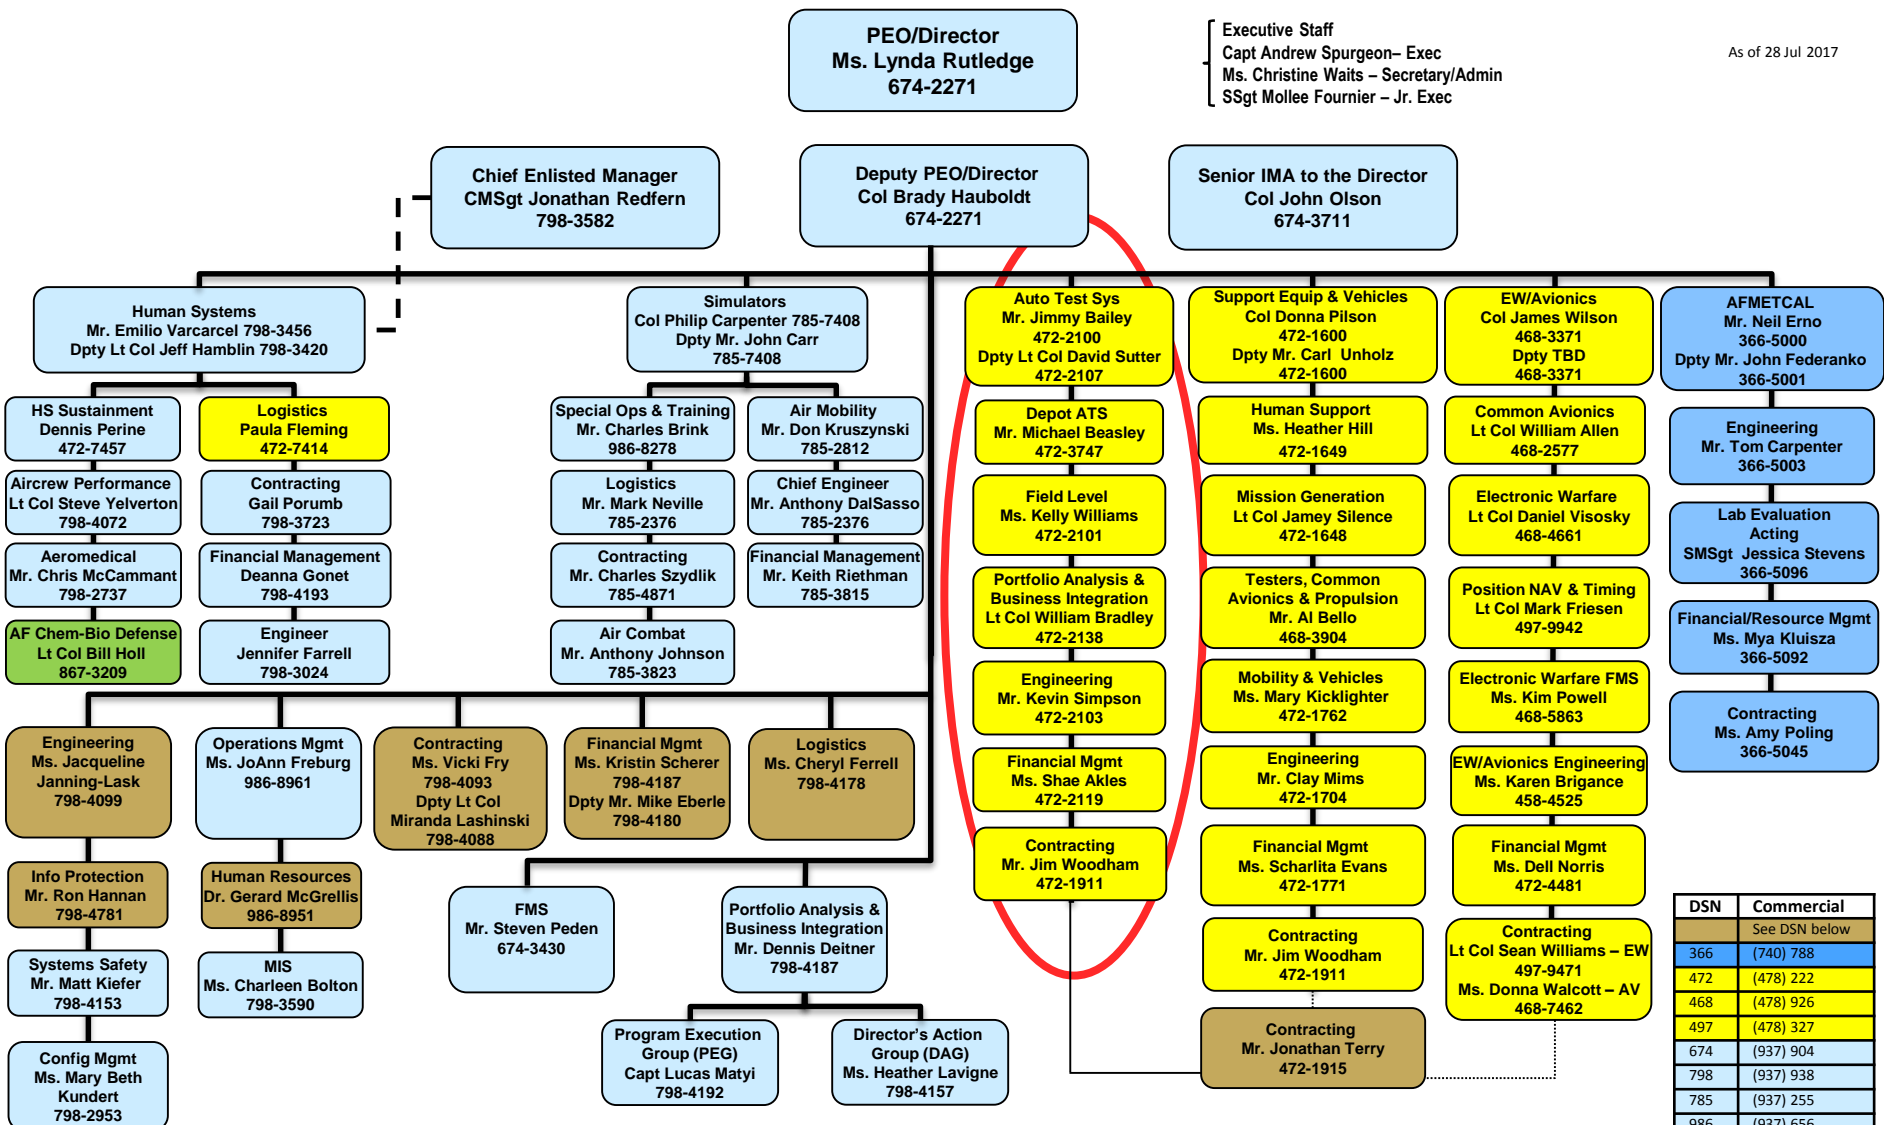 PEO/Director
Ms. Lynda Rutledge
674-2271
Executive Staff
Capt Andrew Spurgeon– Exec
Ms. Christine Waits – Secretary/Admin
SSgt Mollee Fournier – Jr. Exec
As of 28 Jul 2017
Chief Enlisted Manager
CMSgt Jonathan Redfern
798-3582
Deputy PEO/Director
Col Brady Hauboldt
674-2271
Senior IMA to the Director
Col John Olson
674-3711
Human Systems
Mr. Emilio Varcarcel 798-3456
Dpty Lt Col Jeff Hamblin 798-3420
Simulators
Col Philip Carpenter 785-7408
Dpty Mr. John Carr
785-7408
Auto Test Sys
Mr. Jimmy Bailey
472-2100
Dpty Lt Col David Sutter
472-2107
Support Equip & Vehicles
Col Donna Pilson
472-1600
Dpty Mr. Carl Unholz
472-1600
EW/Avionics
Col James Wilson
468-3371
Dpty TBD
468-3371
AFMETCAL
Mr. Neil Erno
366-5000
Dpty Mr. John Federanko
366-5001
HS Sustainment
Dennis Perine
472-7457
Logistics
Paula Fleming
472-7414
Aircrew Performance
Lt Col Steve Yelverton
798-4072
Contracting
Gail Porumb
798-3723
Aeromedical
Mr. Chris McCammant
798-2737
Financial Management
Deanna Gonet
798-4193
AF Chem-Bio Defense
Lt Col Bill Holl
867-3209
Engineer
Jennifer Farrell
798-3024
Special Ops & Training
Mr. Charles Brink
986-8278
Air Mobility
Mr. Don Kruszynski
785-2812
Logistics
Mr. Mark Neville
785-2376
Chief Engineer
Mr. Anthony DalSasso
785-2376
Contracting
Mr. Charles Szydlik
785-4871
Financial Management
Mr. Keith Riethman
785-3815
Air Combat
Mr. Anthony Johnson
785-3823
Depot ATS
Mr. Michael Beasley
472-3747
Field Level
Ms. Kelly Williams
472-2101
Portfolio Analysis &
Business Integration
Lt Col William Bradley
472-2138
Engineering
Mr. Kevin Simpson
472-2103
Financial Mgmt
Ms. Shae Akles
472-2119
Contracting
Mr. Jim Woodham
472-1911
Human Support
Ms. Heather Hill
472-1649
Mission Generation
Lt Col Jamey Silence
472-1648
Testers, Common
Avionics & Propulsion
Mr. Al Bello
468-3904
Mobility & Vehicles
Ms. Mary Kicklighter
472-1762
Engineering
Mr. Clay Mims
472-1704
Financial Mgmt
Ms. Scharlita Evans
472-1771
Contracting
Mr. Jim Woodham
472-1911
Contracting
Mr. Jonathan Terry
472-1915
Common Avionics
Lt Col William Allen
468-2577
Electronic Warfare
Lt Col Daniel Visosky
468-4661
Position NAV & Timing
Lt Col Mark Friesen
497-9942
Electronic Warfare FMS
Ms. Kim Powell
468-5863
EW/Avionics Engineering
Ms. Karen Brigance
458-4525
Financial Mgmt
Ms. Dell Norris
472-4481
Contracting
Lt Col Sean Williams – EW
497-9471
Ms. Donna Walcott – AV
468-7462
Engineering
Mr. Tom Carpenter
366-5003
Lab Evaluation
Acting
SMSgt Jessica Stevens
366-5096
Financial/Resource Mgmt
Ms. Mya Kluisza
366-5092
Contracting
Ms. Amy Poling
366-5045
Engineering
Ms. Jacqueline
Janning-Lask
798-4099
Operations Mgmt
Ms. JoAnn Freburg
986-8961
Contracting
Ms. Vicki Fry
798-4093
Dpty Lt Col
Miranda Lashinski
798-4088
Financial Mgmt
Ms. Kristin Scherer
798-4187
Dpty Mr. Mike Eberle
798-4180
Logistics
Ms. Cheryl Ferrell
798-4178
Info Protection
Mr. Ron Hannan
798-4781
Human Resources
Dr. Gerard McGrellis
986-8951
Systems Safety
Mr. Matt Kiefer
798-4153
MIS
Ms. Charleen Bolton
798-3590
Config Mgmt
Ms. Mary Beth
Kundert
798-2953
FMS
Mr. Steven Peden
674-3430
Portfolio Analysis &
Business Integration
Mr. Dennis Deitner
798-4187
Program Execution
Group (PEG)
Capt Lucas Matyi
798-4192
Director's Action
Group (DAG)
Ms. Heather Lavigne
798-4157
DSN Commercial
See DSN below
366 (740) 788
472 (478) 222
468 (478) 926
497 (478) 327
674 (937) 904
798 (937) 938
785 (937) 255
986 (937) 656